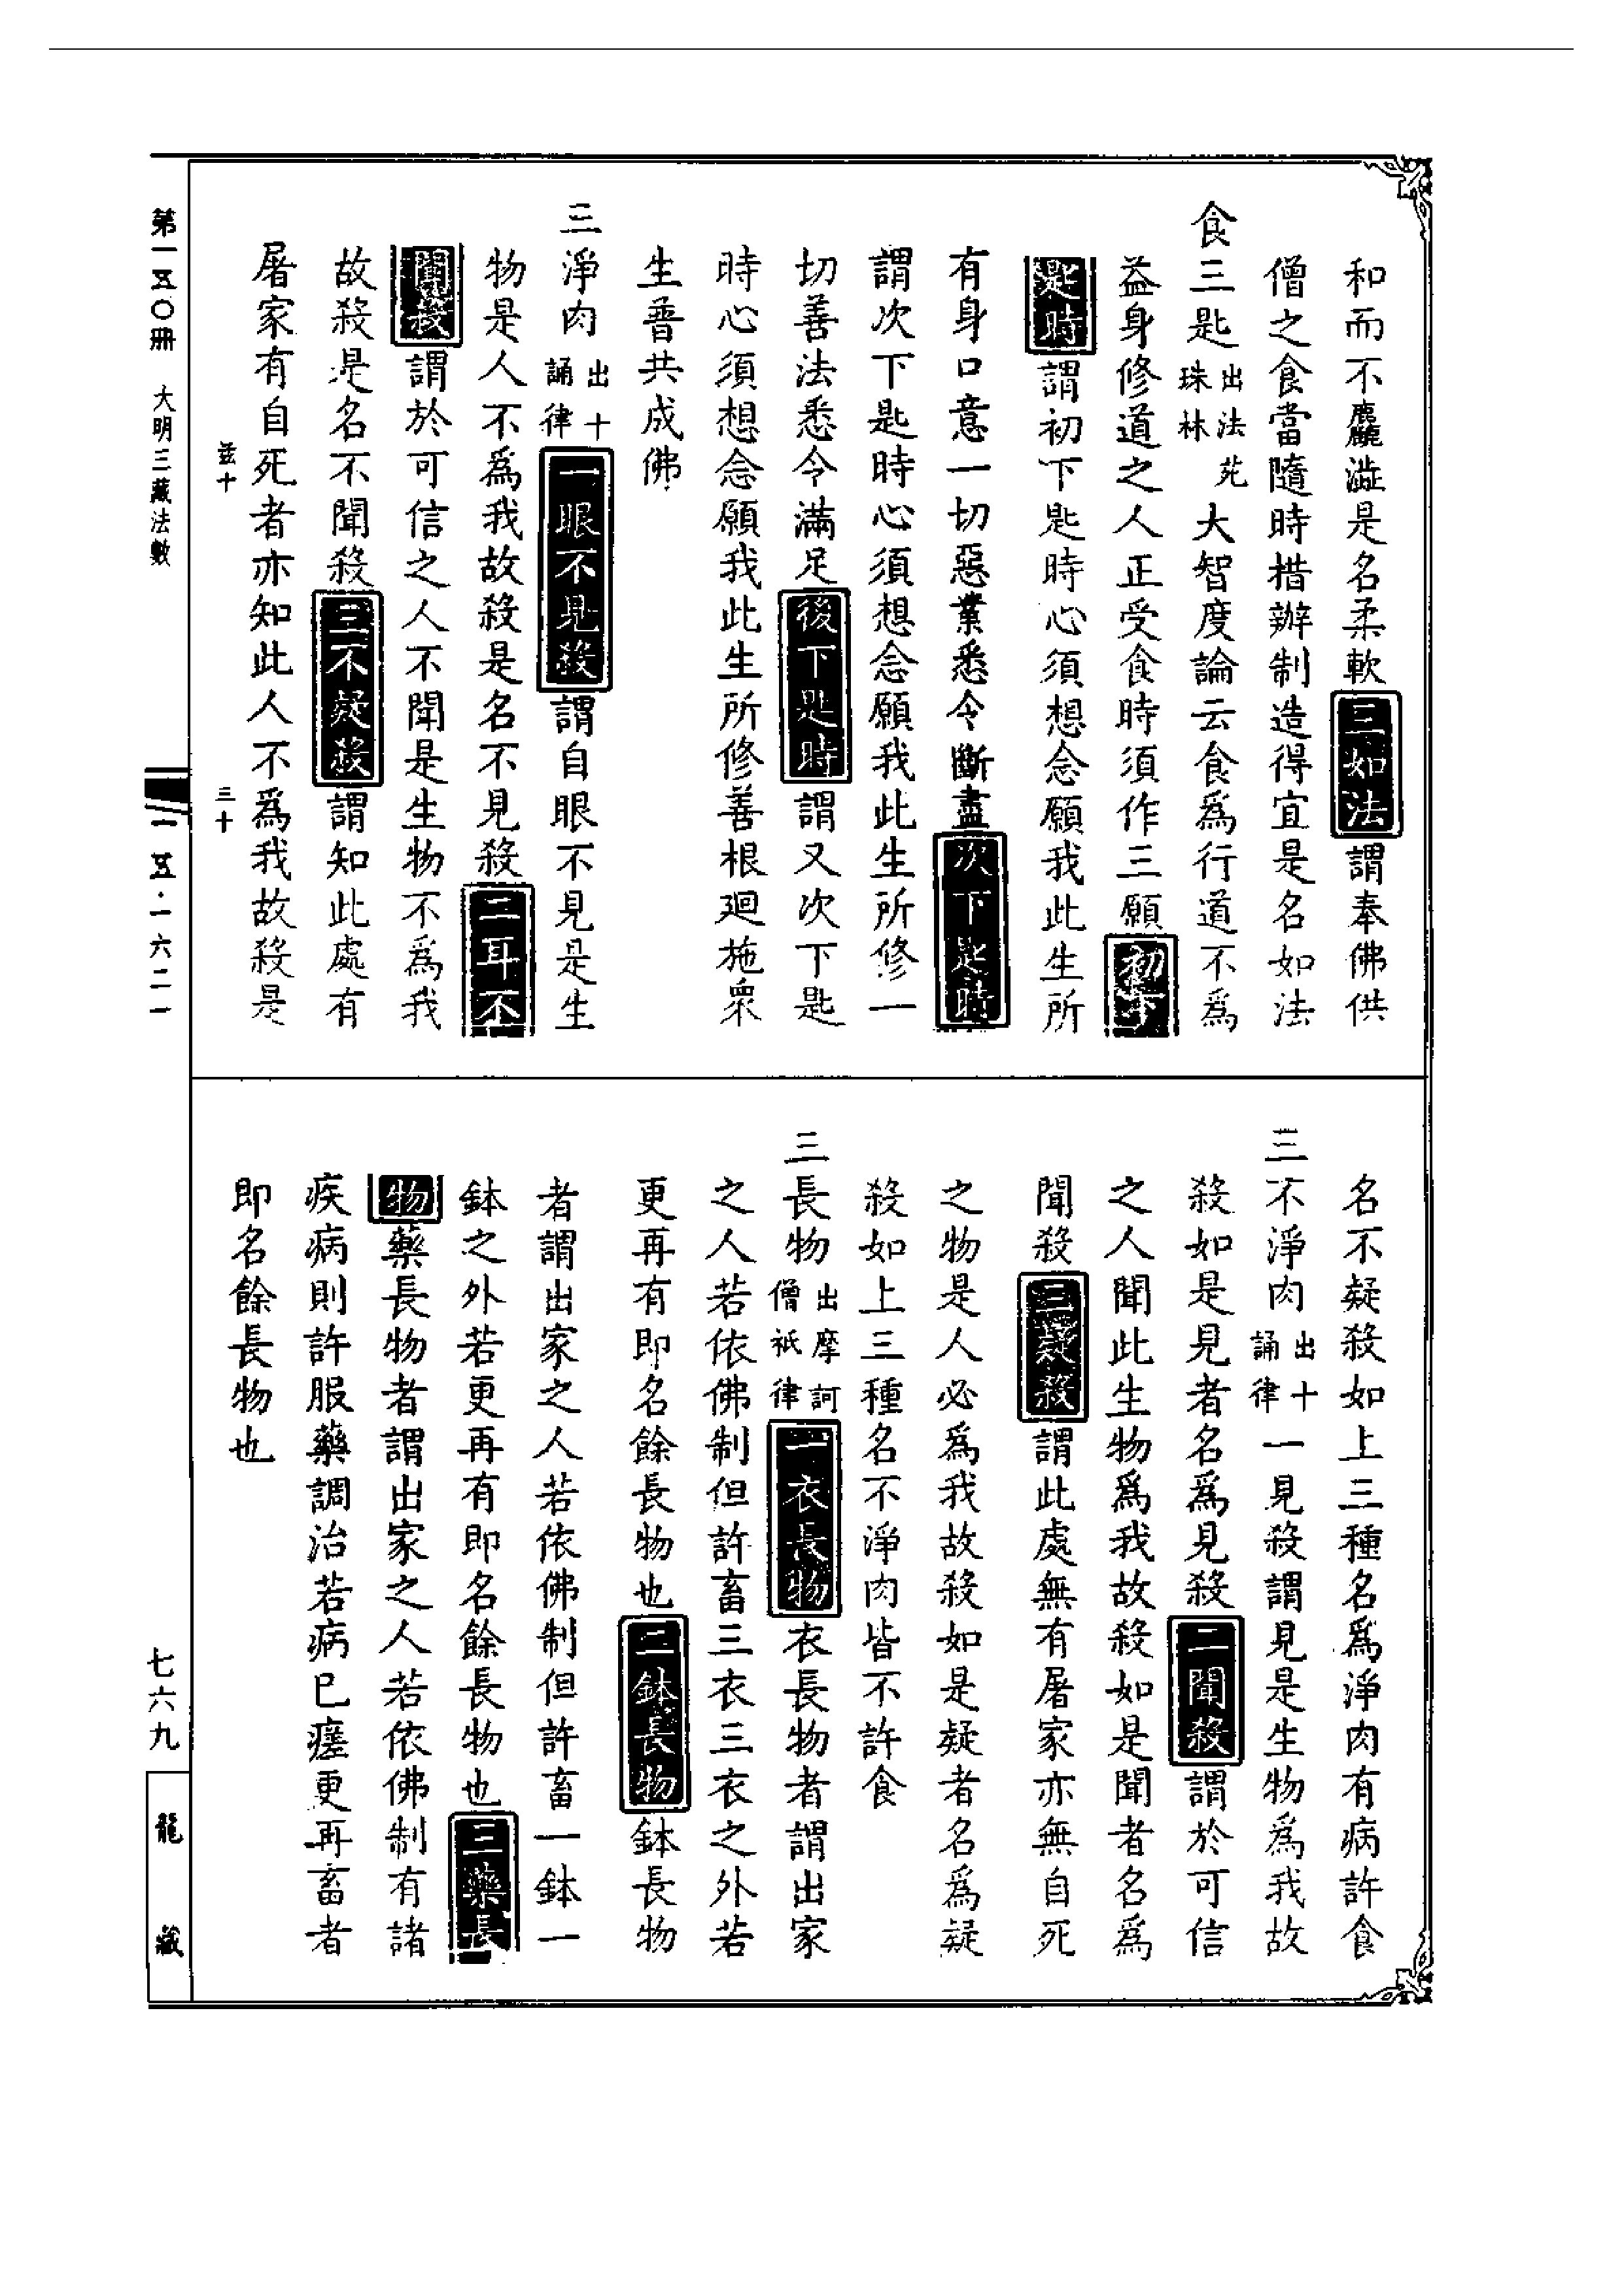 和而不麤澁是名柔軟三如法謂奉佛供
僧之食當隨時措辦制造得宜是名如法
食三匙出法苑珠林大智度論云食爲行道不爲
益身修道之人正受食時須作三願初下
匙時謂初下匙時心須想念願我此生所
有身口意一切惡業悉令斷盡次下匙時
謂次下匙時心須想念願我此生所修一
切善法悉令滿足後下匙時謂又次下匙
時心須想念願我此生所修善根廻施衆
生普共成佛
三淨肉出十誦律一眼不見殺謂自眼不見是生
物是人不爲我故殺是名不見殺二耳不
聞殺謂於可信之人不聞是生物不爲我
故殺是名不聞殺三不疑殺謂知此處有
屠家有自死者亦知此人不爲我故殺是
名不疑殺如上三種名爲淨肉有病許食
三不淨肉出十誦律一見殺謂見是生物爲我故
殺如是見者名爲見殺二聞殺謂於可信
之人聞此生物爲我故殺如是聞者名爲
聞殺三疑殺謂此處無有屠家亦無自死
之物是人必爲我故殺如是疑者名爲疑
殺如上三種名不淨肉皆不許食
三長物出摩訶僧祇律一衣長物衣長物者謂出家
之人若依佛制但許畜三衣三衣之外若
更再有即名餘長物也二鉢長物鉢長物
者謂出家之人若依佛制但許畜一鉢一
鉢之外若更再有即名餘長物也三藥長
物藥長物者謂出家之人若依佛制有諸
疾病則許服藥調治若病已瘥更再畜者
即名餘長物也
茲十 三十
第一五〇冊 大明三藏法數 一一五·一六二一 七六九 龍藏